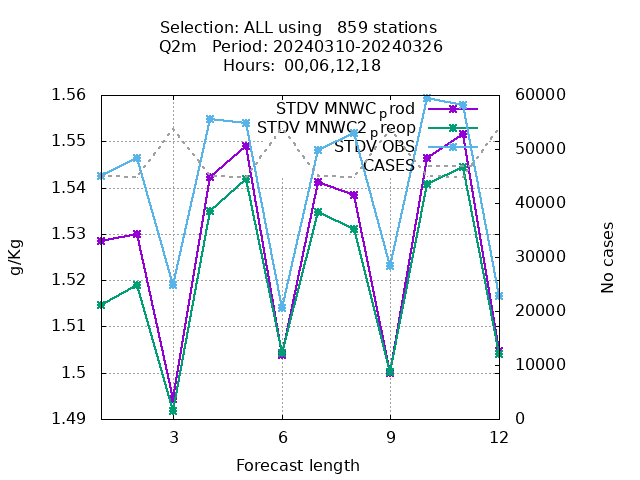 Selection: ALL using   859 stations
Q2m   Period: 20240310-20240326
Hours:  00,06,12,18
1.56
1.55
1.54
1.53
1.52
1.51
1.5
1.49
g/Kg
STDV MNWC_prod
STDV MNWC2_preop
STDV OBS
CASES
60000
50000
40000
30000
20000
10000
0
No cases
3
6
9
12
Forecast length